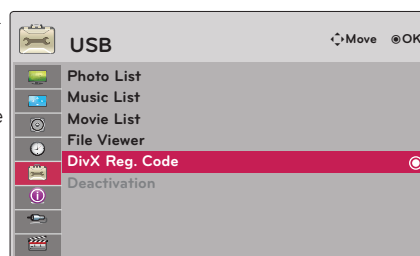 USB
Move OK
Photo List
Music List
Movie List
File Viewer
DivX Reg. Code
Deactivation